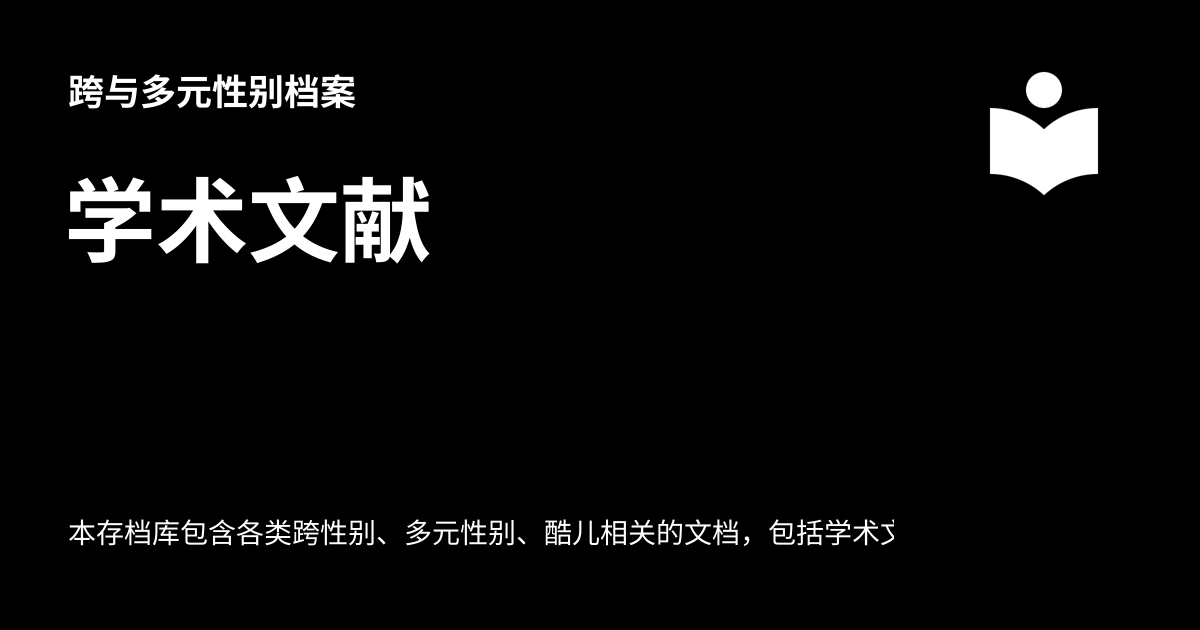 跨与多元性别档案
学术文献
本存档库包含各类跨性别、多元性别、酷儿相关的文档，包括学术